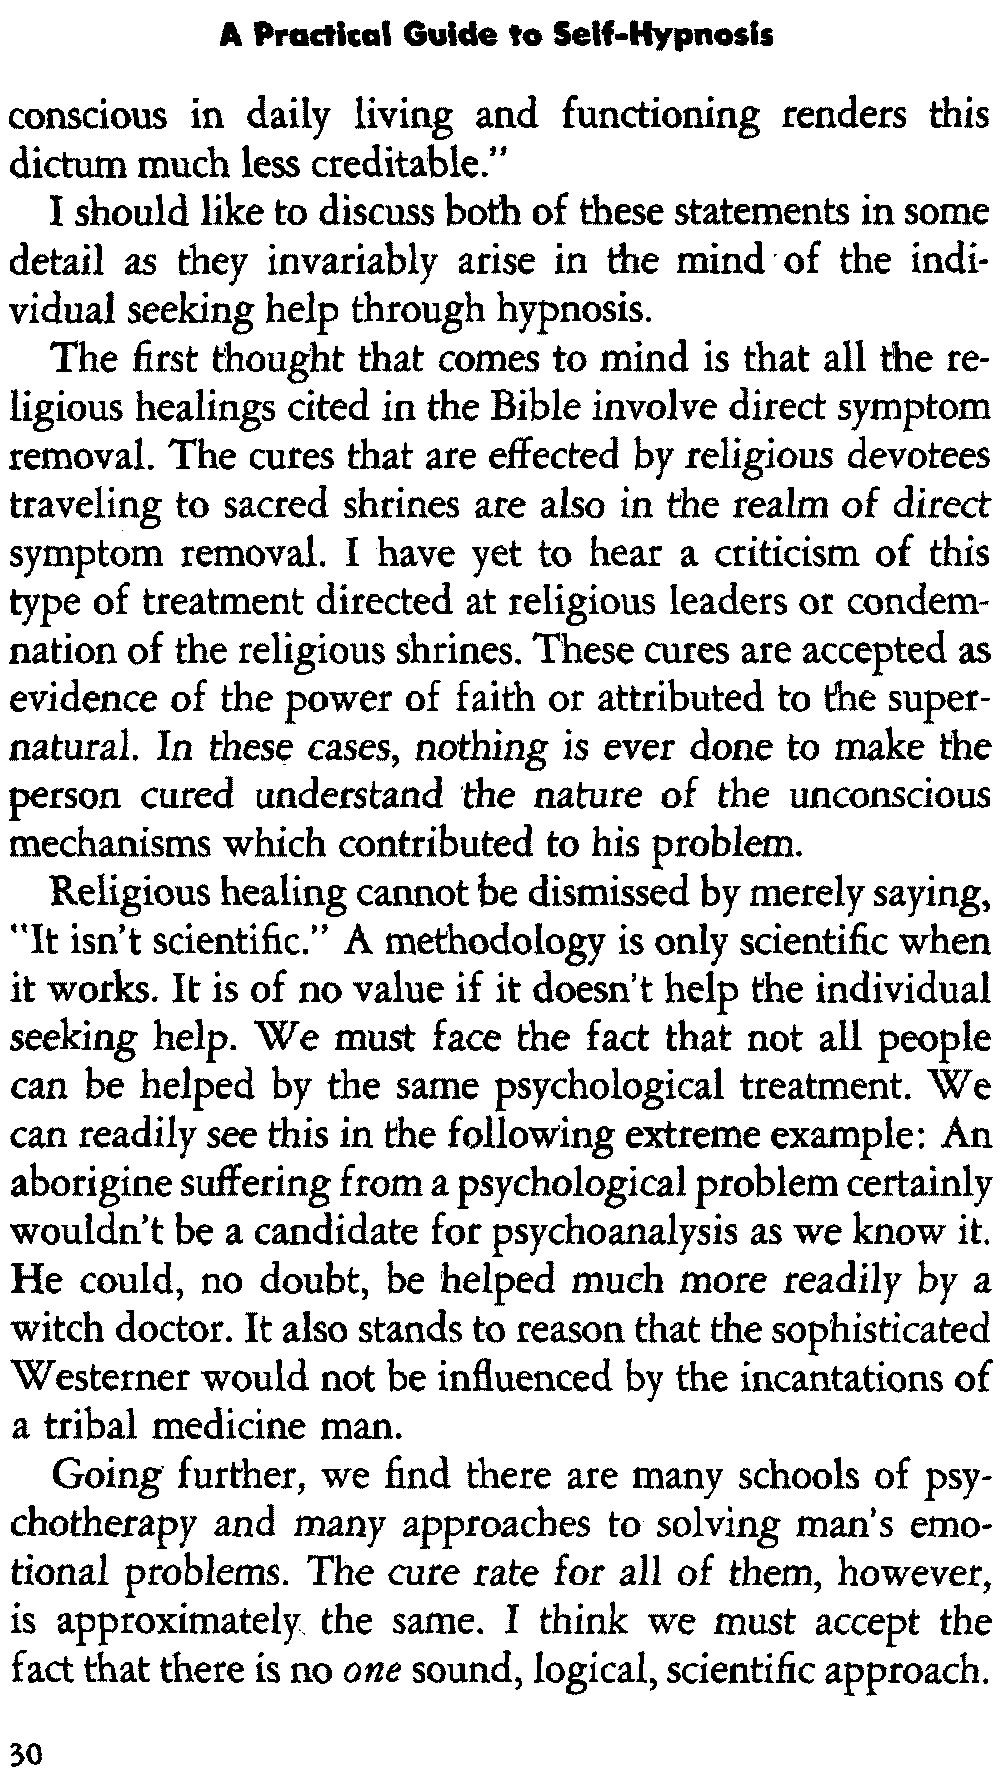 A Practical Guide to Self-Hypnosis
conscious in daily living and functioning renders this
dictum much less creditable."
I should like to discuss both of these statements in some
detail as they invariably arise in the mind of the indi-
vidual seeking help through hypnosis.
The first thought that comes to mind is that all the re-
ligious healings cited in the Bible involve direct symptom
removal. The cures that are effected by religious devotees
traveling to sacred shrines are also in the realm of direct
symptom removal. I have yet to hear a criticism of this
type of treatment directed at religious leaders or condem-
nation of the religious shrines. These cures are accepted as
evidence of the power of faith or attributed to the super-
natural. In these cases, nothing is ever done to make the
person cured understand the nature of the unconscious
mechanisms which contributed to his problem.
Religious healing cannot be dismissed by merely saying,
"It isn't scientific." A methodology is only scientific when
it works. It is of no value if it doesn't help the individual
seeking help. We must face the fact that not all people
can be helped by the same psychological treatment. We
can readily see this in the following extreme example: An
aborigine suffering from a psychological problem certainly
wouldn't be a candidate for psychoanalysis as we know it.
He could, no doubt, be helped much more readily by a
witch doctor. It also stands to reason that the sophisticated
Westerner would not be influenced by the incantations of
a tribal medicine man.
Going further, we find there are many schools of psy-
chotherapy and many approaches to solving man's emo-
tional problems. The cure rate for all of them, however,
is approximately the same. I think we must accept the
fact that there is no one sound, logical, scientific approach.
30